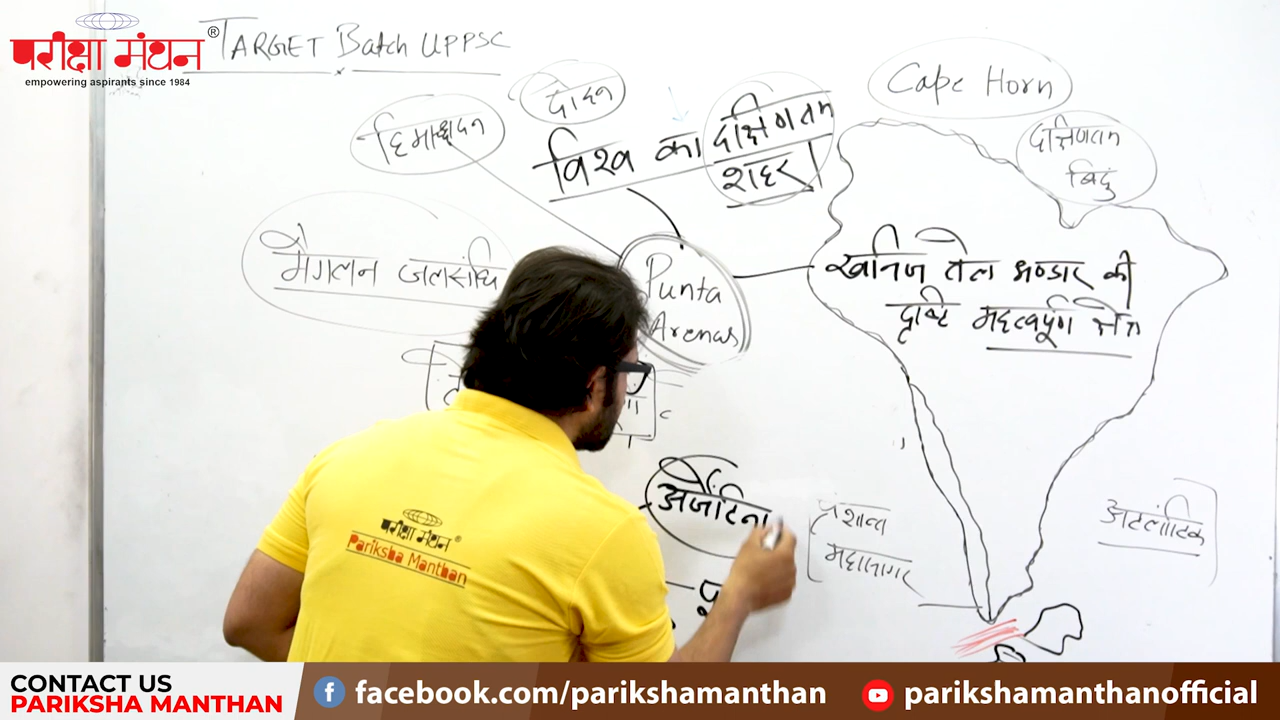 परीक्षा मंथन®
empowering aspirants since 1984
TARGET Batch UPPSC
Cape Horn
दोहन
हिमाच्छादन
विश्व का दक्षिणतम
शहर
दक्षिणतम
बिंदु
मैगलन जलसंधि
Punta
Arenas
खनिज तेल भण्डार की
दृष्टि महत्वपूर्ण क्षेत्र
अर्जेंटिना
प्रशान्त
महासागर
अटलांटिक
पू
परीक्षा मंथन®
Pariksha Manthan
CONTACT US
PARIKSHA MANTHAN
facebook.com/parikshamanthan
parikshamanthanofficial